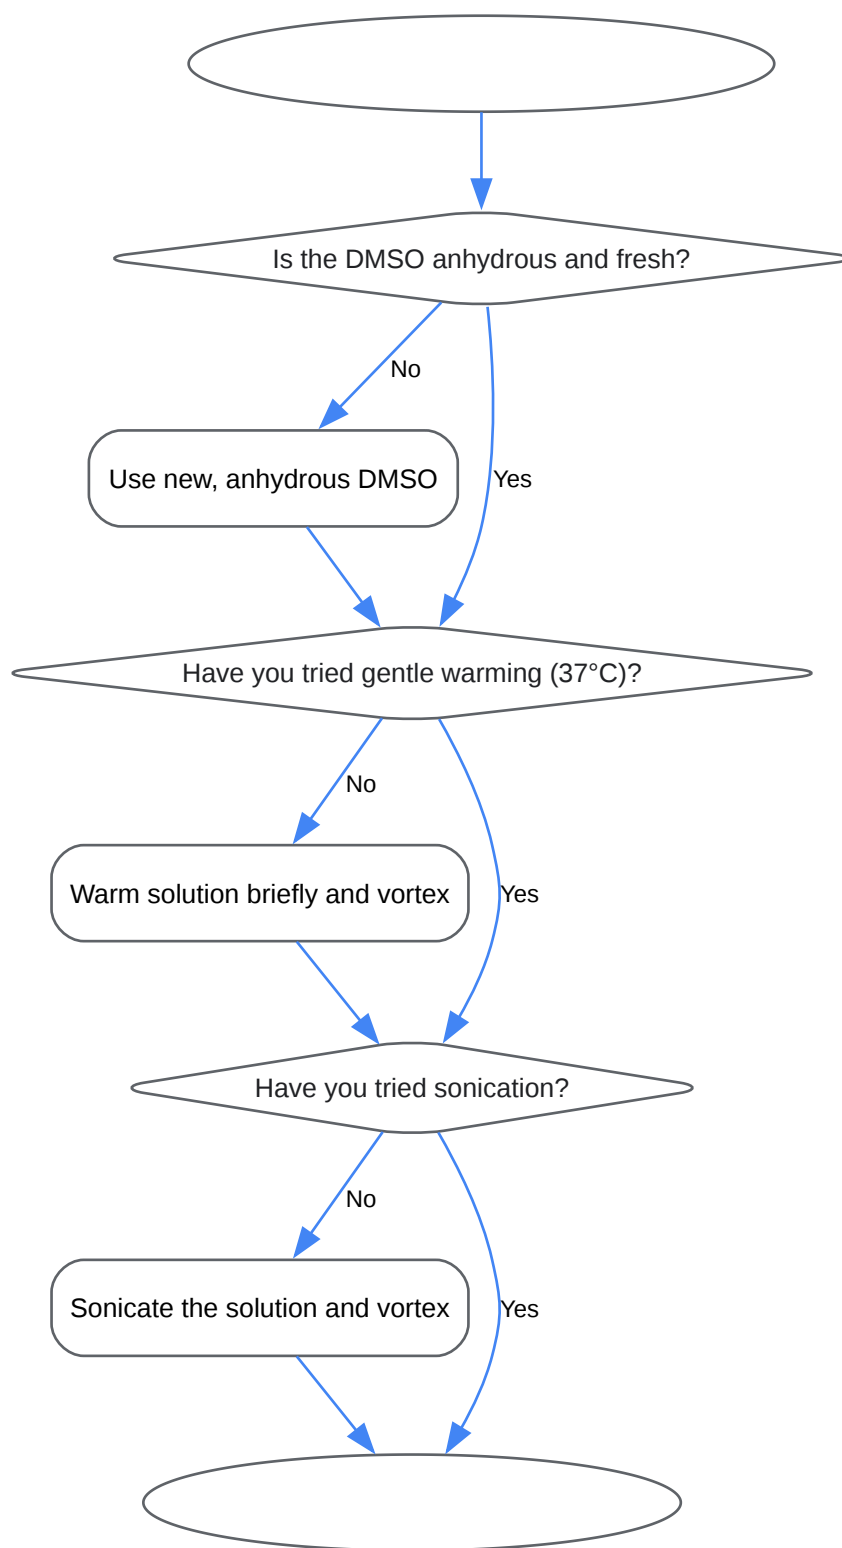 Is the DMSO anhydrous and fresh?
No
Use new, anhydrous DMSO
Yes
Have you tried gentle warming (37°C)?
No
Warm solution briefly and vortex
Yes
Have you tried sonication?
No
Sonicate the solution and vortex
Yes